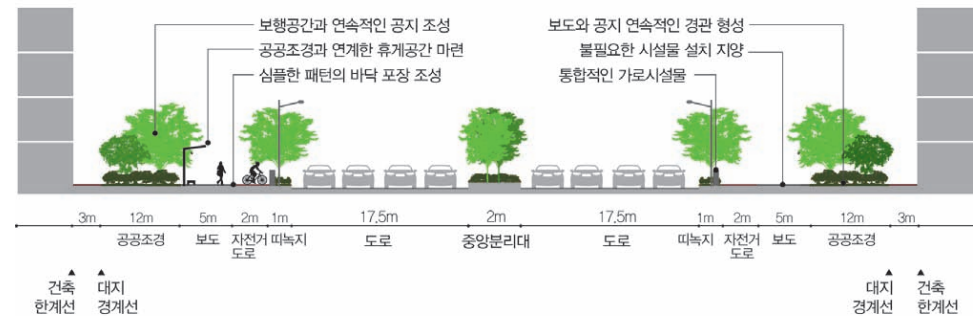 보행공간과 연속적인 공지 조성
공공조경과 연계한 휴게공간 마련
심플한 패턴의 바닥 포장 조성
보도와 공지 연속적인 경관 형성
불필요한 시설물 설치 지양
통합적인 가로시설물
3m 12m 5m 2m 1m 17.5m 2m 17.5m 1m 2m 5m 12m 3m
공공조경 보도 자전거 띠녹지 도로 중앙분리대 도로 띠녹지 자전거 보도 공공조경
도로 도로
▲ ▲ ▲ ▲
건축 대지 대지 건축
한계선 경계선 경계선 한계선